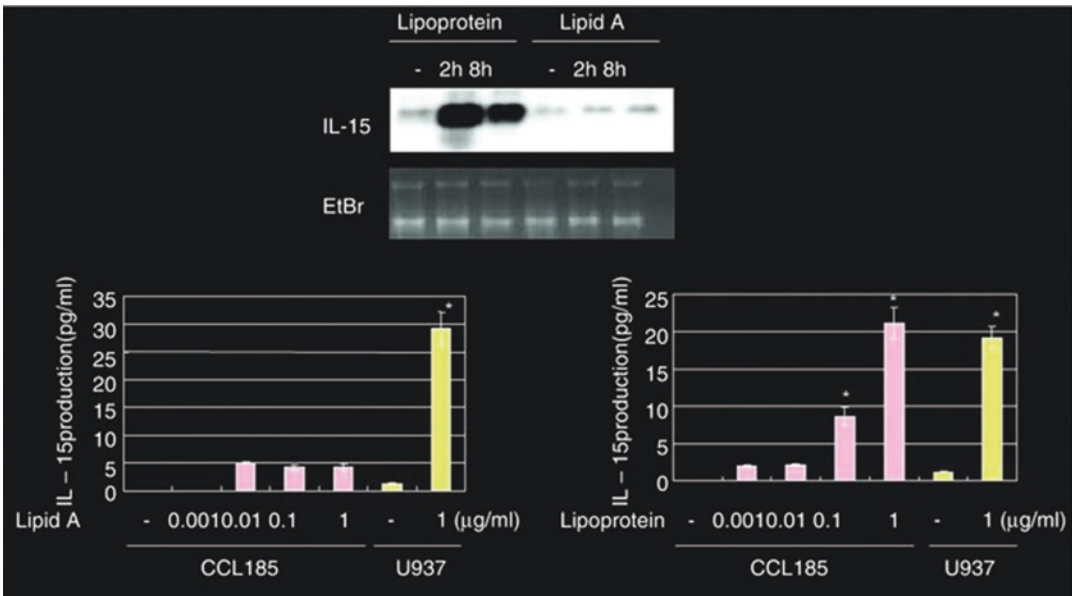 Lipoprotein Lipid A
- 2h 8h - 2h 8h
IL-15
EtBr
IL – 15production(pg/ml)
35
30
25
20
15
10
5
0
*
Lipid A - 0.0010.01 0.1 1 - 1 (μg/ml)
CCL185 U937
IL – 15production(pg/ml)
25
20
15
10
5
0
* * *
Lipoprotein - 0.0010.01 0.1 1 - 1 (μg/ml)
CCL185 U937